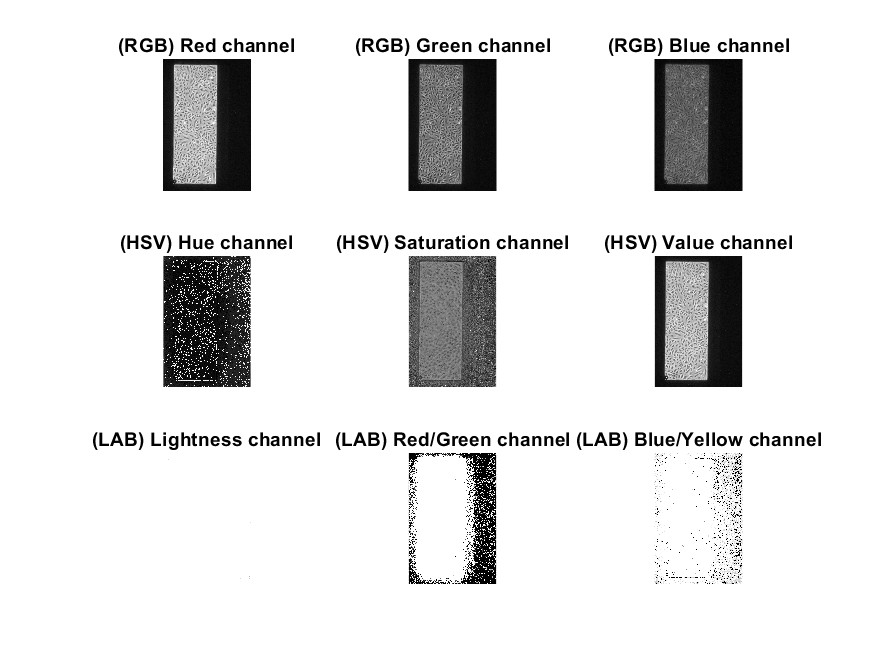 (RGB) Red channel
(RGB) Green channel
(RGB) Blue channel
(HSV) Hue channel
(HSV) Saturation channel
(HSV) Value channel
(LAB) Lightness channel
(LAB) Red/Green channel
(LAB) Blue/Yellow channel